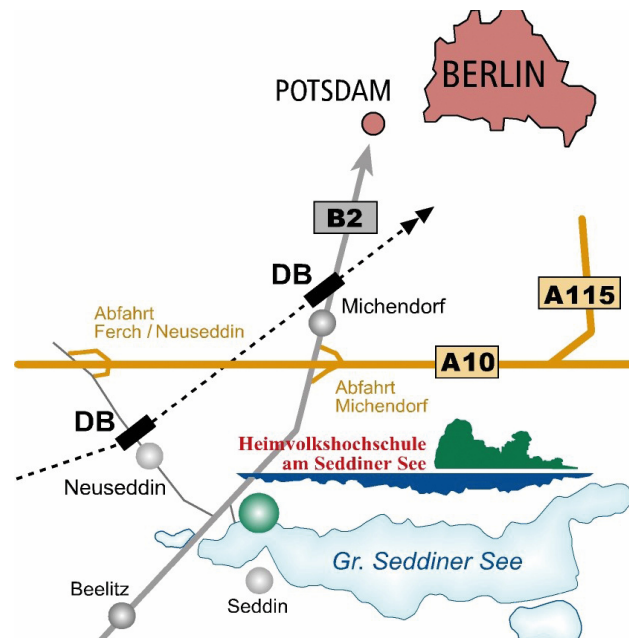 BERLIN
POTSDAM
B2
DB
Michendorf
A115
Abfahrt
Ferch / Neuseddin
A10
Abfahrt
Michendorf
DB
Neuseddin
Heimvolkshochschule
am Seddiner See
Gr. Seddiner See
Beelitz
Seddin